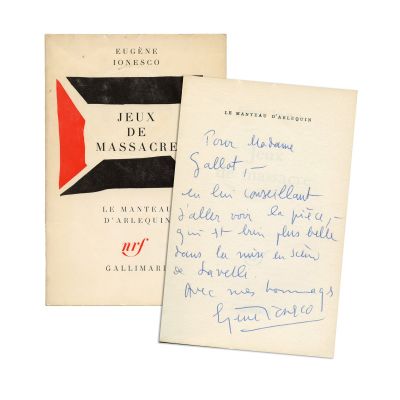 EUGÈNE
IONESCO
JEUX
DE
MASSACRE
LE MANTEAU
D'ARLEQUIN
nrf
GALLIMARD
LE MANTEAU D'ARLEQUIN
Pour Madame
Gallot
en lui conseillant
d'aller voir la pièce,
qui est bien plus belle
dans la mise en scène
de Lavelli.
Avec mes hommages
Eugène Ionesco